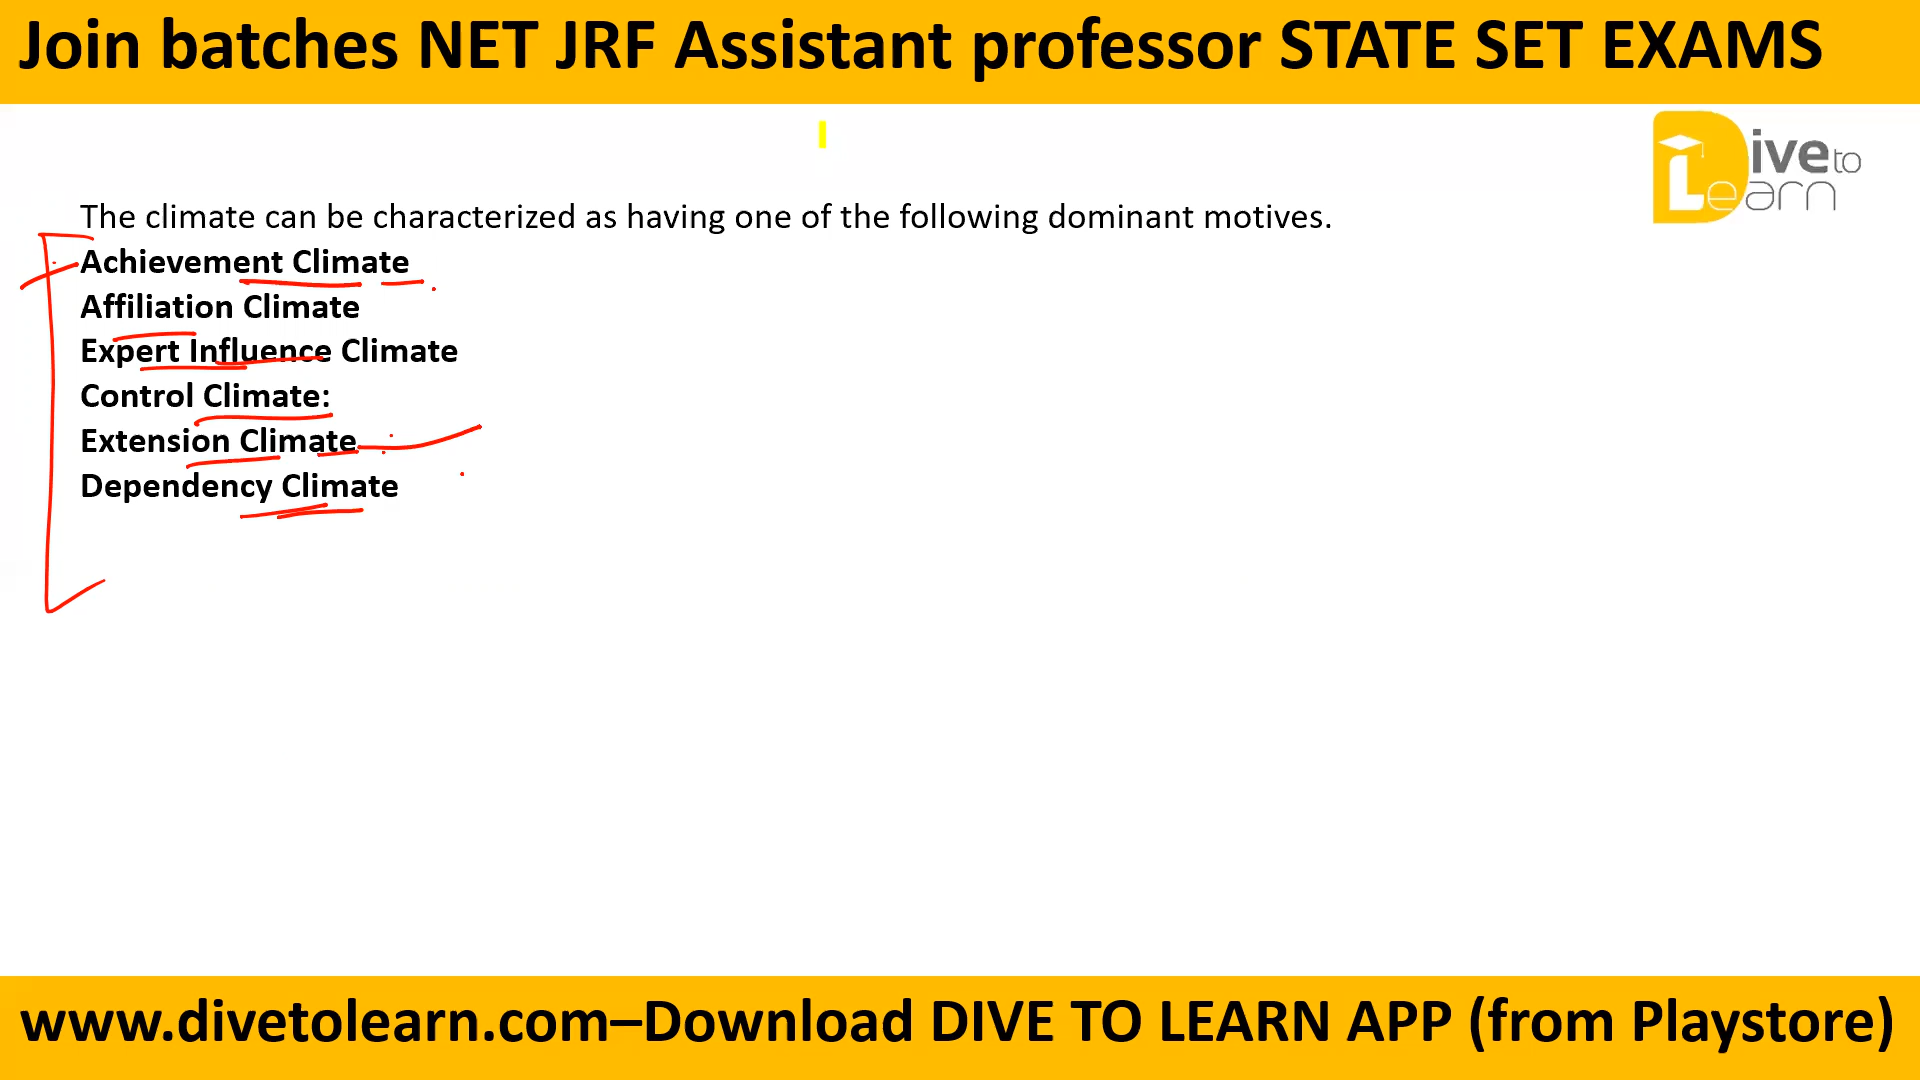 Join batches NET JRF Assistant professor STATE SET EXAMS
Dive to
Learn
The climate can be characterized as having one of the following dominant motives.
Achievement Climate
Affiliation Climate
Expert Influence Climate
Control Climate:
Extension Climate
Dependency Climate
www.divetolearn.com–Download DIVE TO LEARN APP (from Playstore)